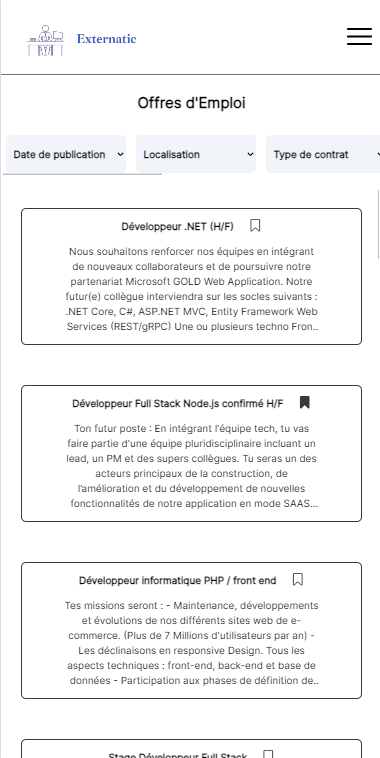 Externatic
Offres d'Emploi
Date de publication
Localisation
Type de contrat
Développeur .NET (H/F)
Nous souhaitons renforcer nos équipes en intégrant
de nouveaux collaborateurs et de poursuivre notre
partenariat Microsoft GOLD Web Application. Notre
futur(e) collègue interviendra sur les socles suivants :
.NET Core, C#, ASP.NET MVC, Entity Framework Web
Services (REST/gRPC) Une ou plusieurs techno Fron..
Développeur Full Stack Node.js confirmé H/F
Ton futur poste : En intégrant l'équipe tech, tu vas
faire partie d'une équipe pluridisciplinaire incluant un
lead, un PM et des supers collègues. Tu seras un des
acteurs principaux de la construction, de
l'amélioration et du développement de nouvelles
fonctionnalités de notre application en mode SAAS...
Développeur informatique PHP / front end
Tes missions seront : - Maintenance, développements
et évolutions de nos différents sites web de e-
commerce. (Plus de 7 Millions d'utilisateurs par an) -
Les déclinaisons en responsive Design. Tous les
aspects techniques : front-end, back-end et base de
données - Participation aux phases de définition de..
Stage Développeur Full Stack